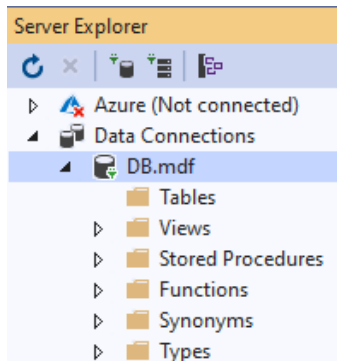 Server Explorer
Azure (Not connected)
Data Connections
DB.mdf
Tables
Views
Stored Procedures
Functions
Synonyms
Types